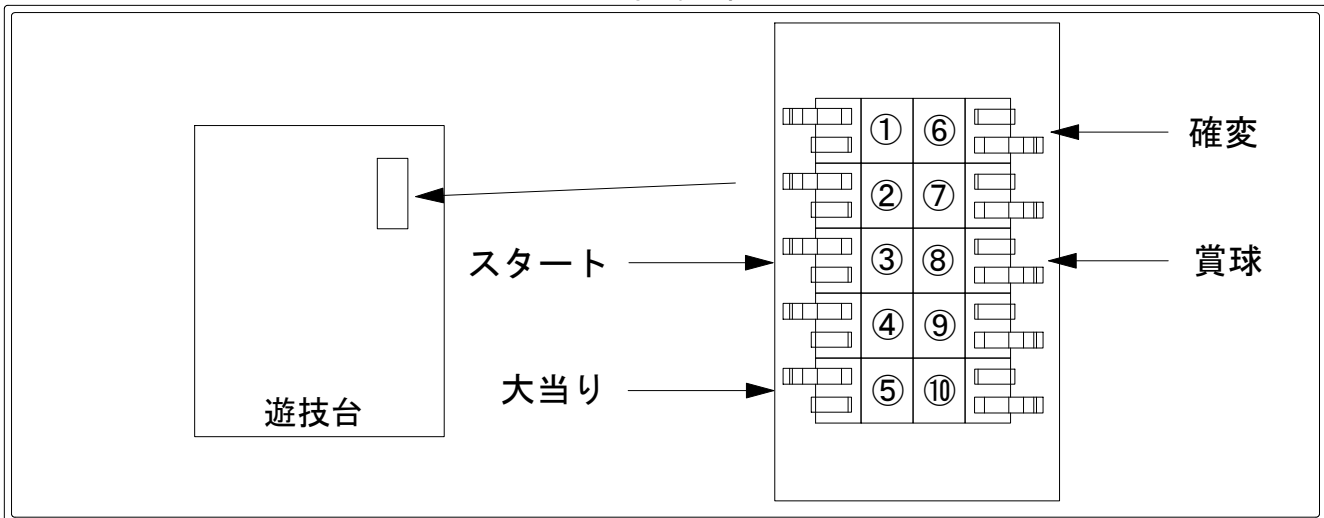 ① ⑥ 確変
② ⑦
スタート ③ ⑧ 賞球
④ ⑨
大当り ⑤ ⑩
遊技台